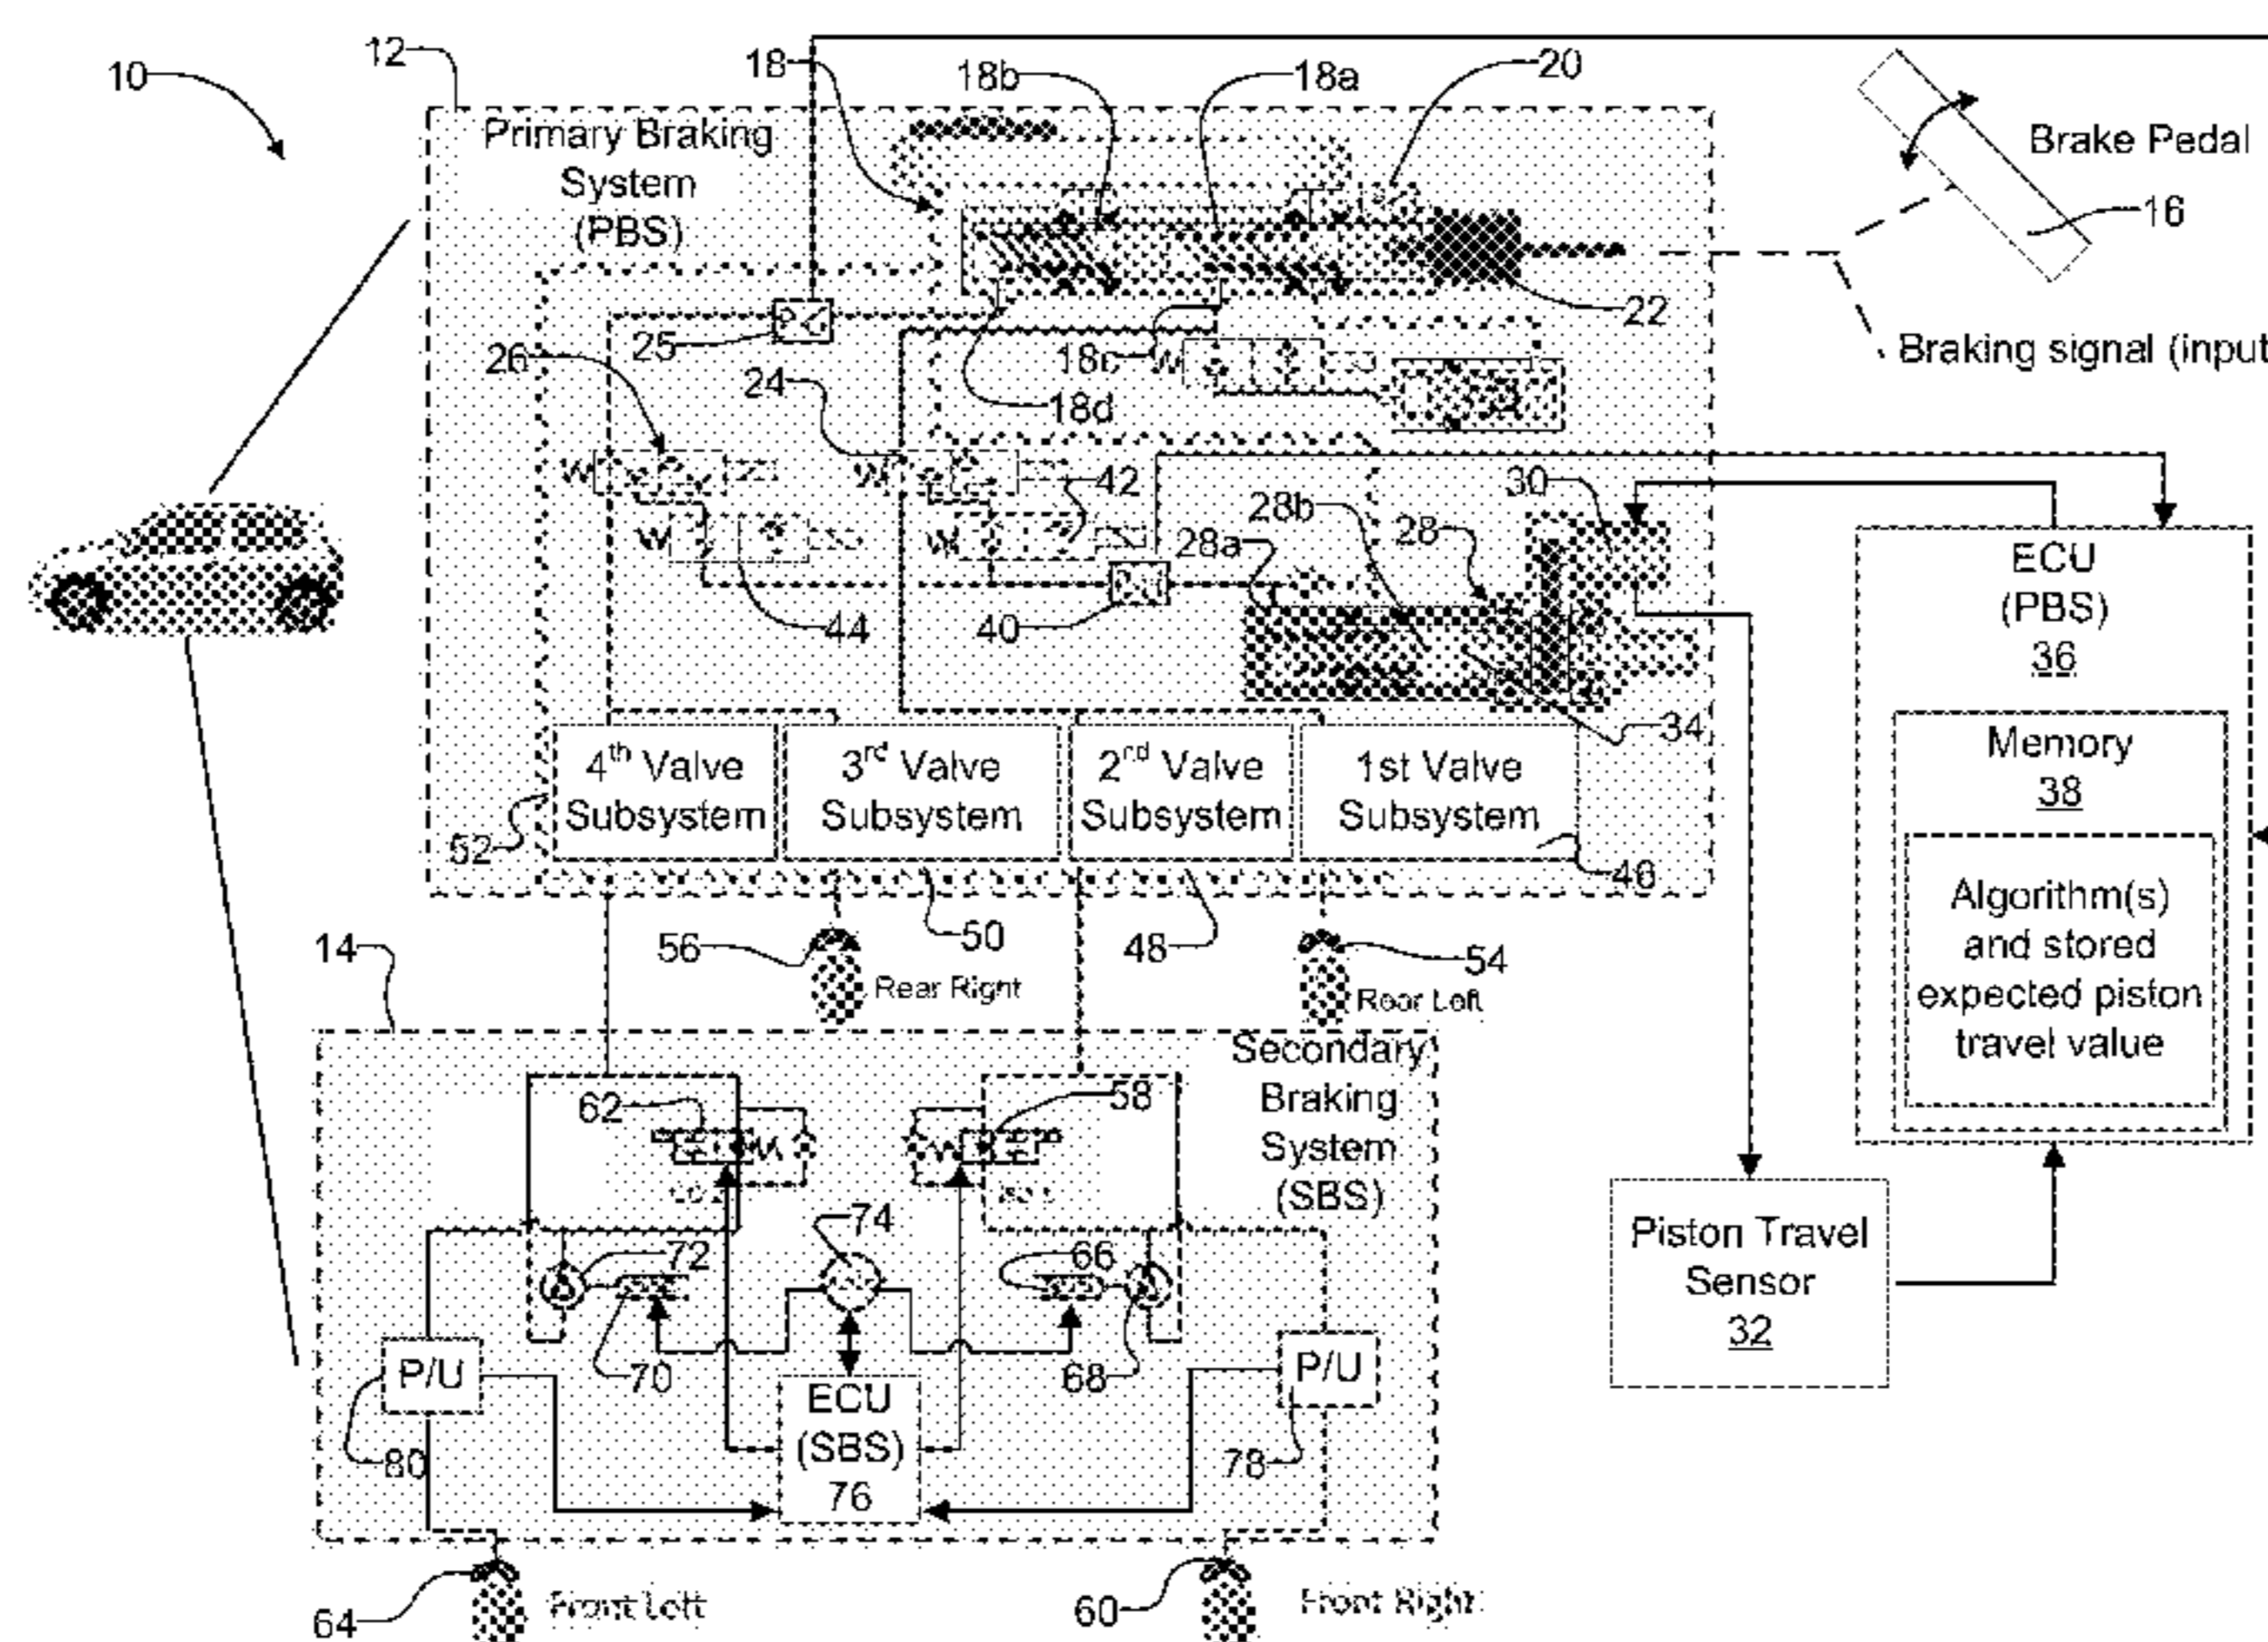 10
12
18
18b
18a
20
Primary Braking
System
(PBS)
Brake Pedal
16
22
25
26
24
18c
18d
Braking signal (input
42
30
28b
28
28a
44
40
34
ECU
(PBS)
36
Memory
38
Algorithm(s)
and stored
expected piston
travel value
4th Valve
Subsystem
3rd Valve
Subsystem
2nd Valve
Subsystem
1st Valve
Subsystem
52
46
14
56
50
48
54
Rear Right
Rear Left
Secondary
Braking
System
(SBS)
62
58
74
72
66
70
68
P/U
P/U
80
78
ECU
(SBS)
76
Piston Travel
Sensor
32
64
Front Left
60
Front Right